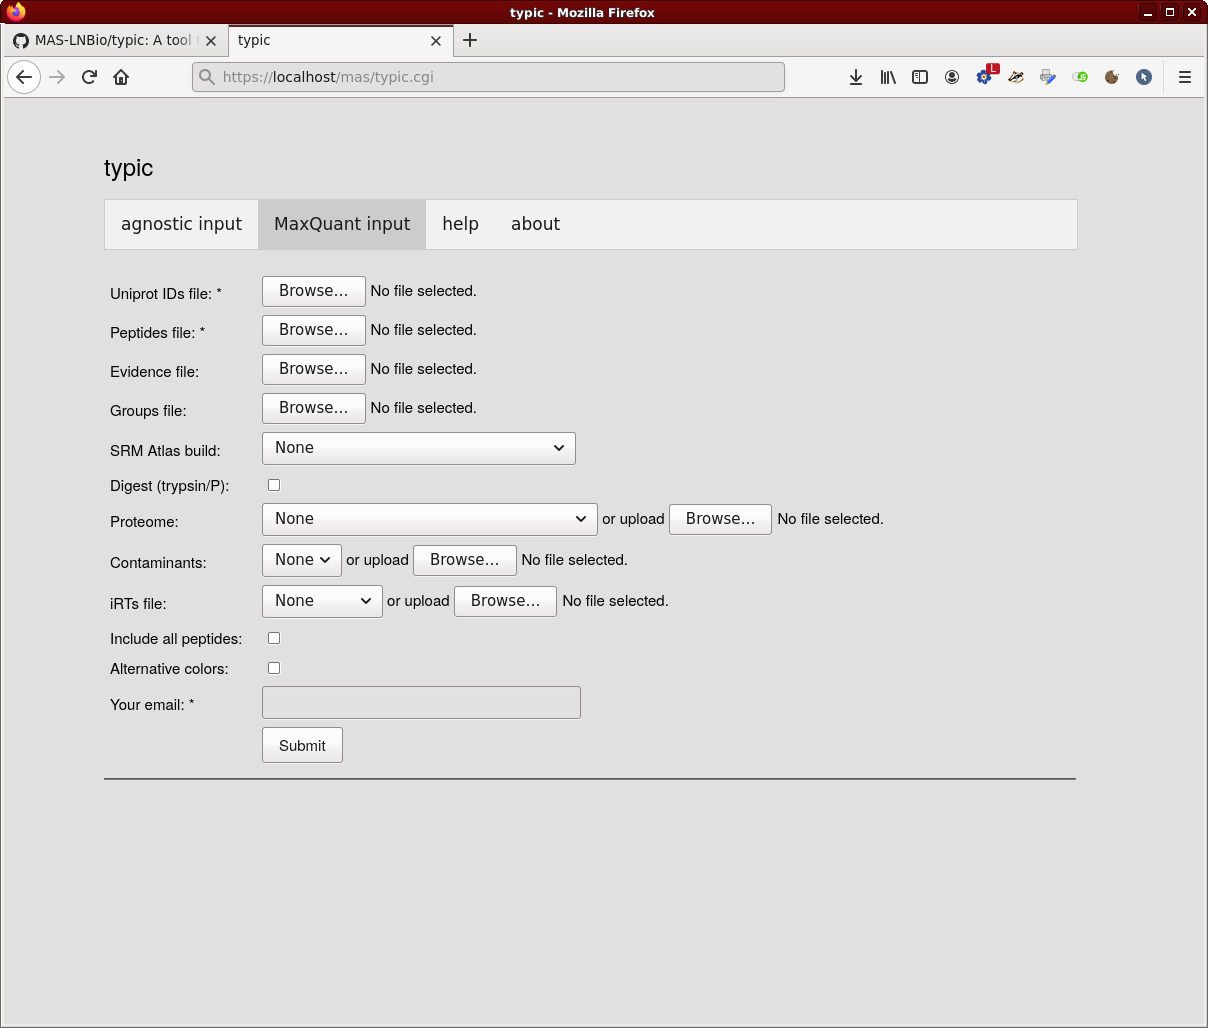 typic - Mozilla Firefox
MAS-LNBio/typic: A tool
typic
https://localhost/mas/typic.cgi
L
JS
typic
agnostic input MaxQuant input help about
Uniprot IDs file: * Browse... No file selected.
Peptides file: * Browse... No file selected.
Evidence file: Browse... No file selected.
Groups file: Browse... No file selected.
SRM Atlas build: None
Digest (trypsin/P):
Proteome: None or upload Browse... No file selected.
Contaminants: None or upload Browse... No file selected.
iRTs file: None or upload Browse... No file selected.
Include all peptides:
Alternative colors:
Your email: *
Submit